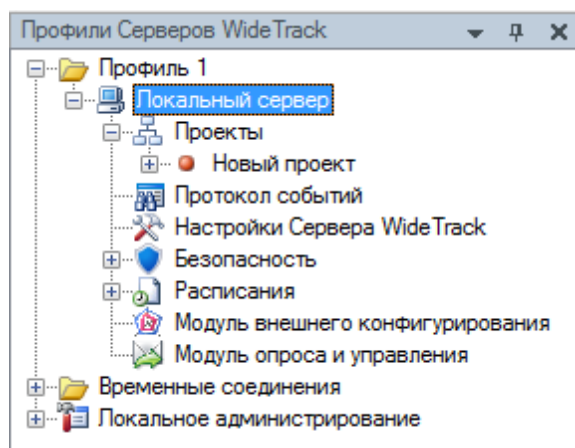 Профили Серверов WideTrack
Профиль 1
Локальный сервер
Проекты
Новый проект
Протокол событий
Настройки Сервера WideTrack
Безопасность
Расписания
Модуль внешнего конфигурирования
Модуль опроса и управления
Временные соединения
Локальное администрирование